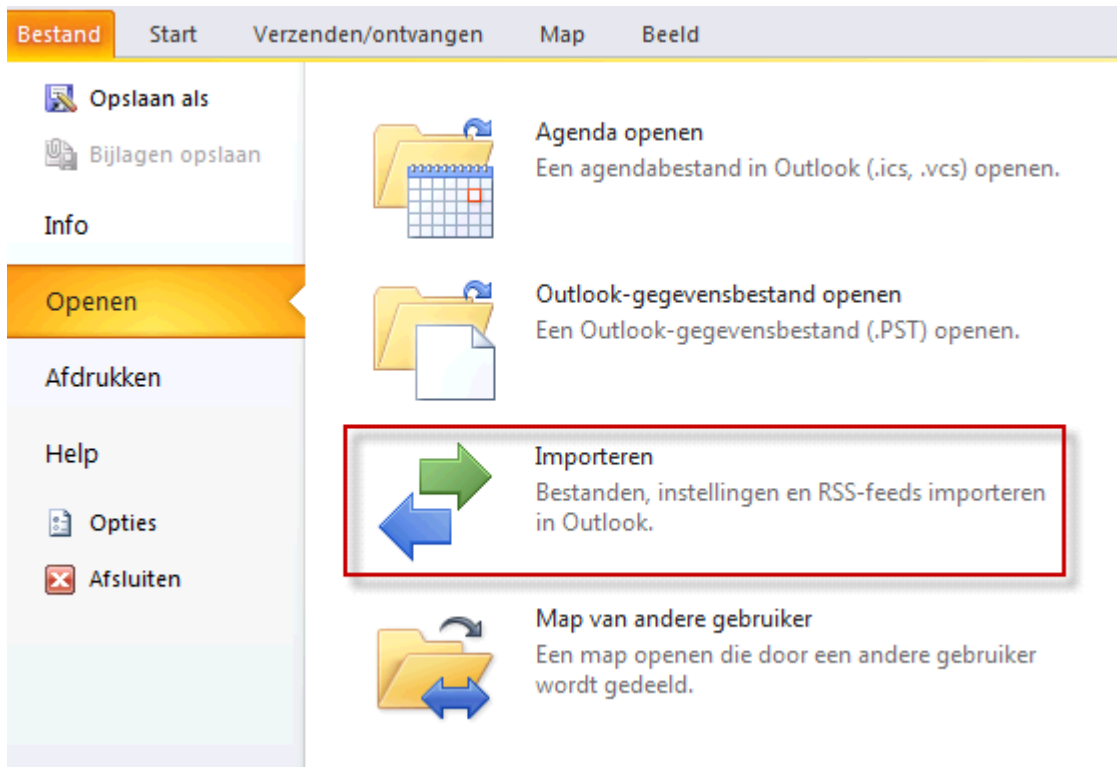 Bestand Start Verzenden/ontvangen Map Beeld
Opslaan als
Bijlagen opslaan
Info
Openen
Afdrukken
Help
Opties
Afsluiten
Agenda openen
Een agendabestand in Outlook (.ics, .vcs) openen.
Outlook-gegevensbestand openen
Een Outlook-gegevensbestand (.PST) openen.
Importeren
Bestanden, instellingen en RSS-feeds importeren
in Outlook.
Map van andere gebruiker
Een map openen die door een andere gebruiker
wordt gedeeld.